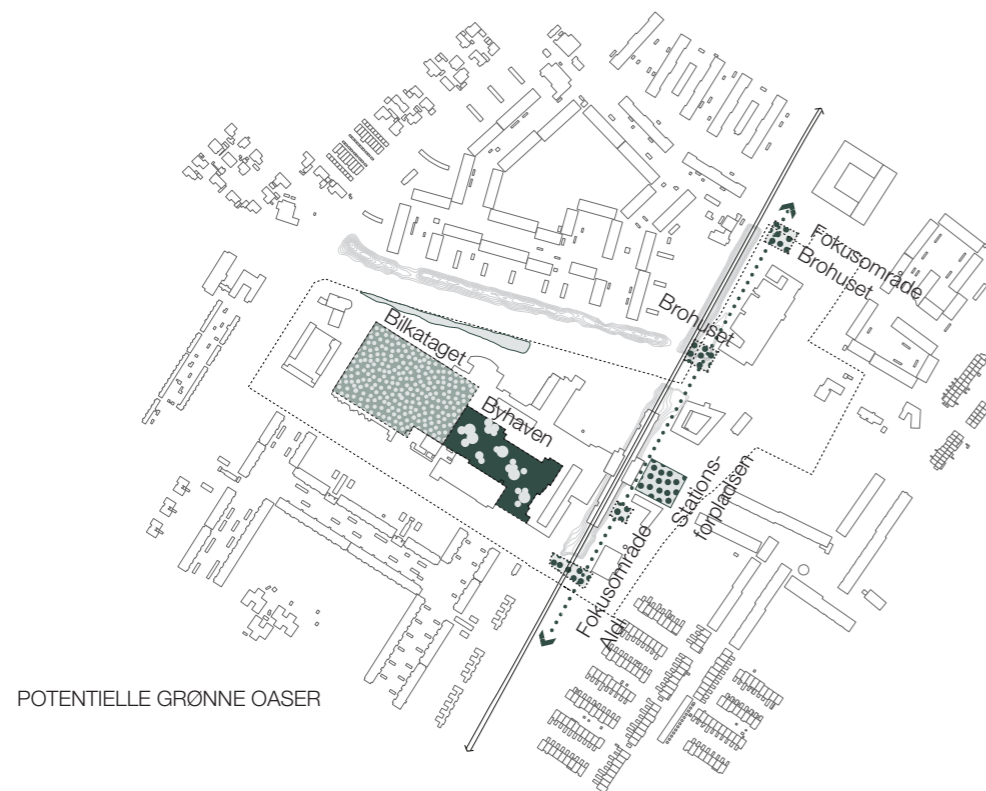 Fokusområde
Brohuset
Brohuset
Bilkataget
Byhaven
Stations-
forpladsen
Fokusområde
Aldi
POTENTIELLE GRØNNE OASER